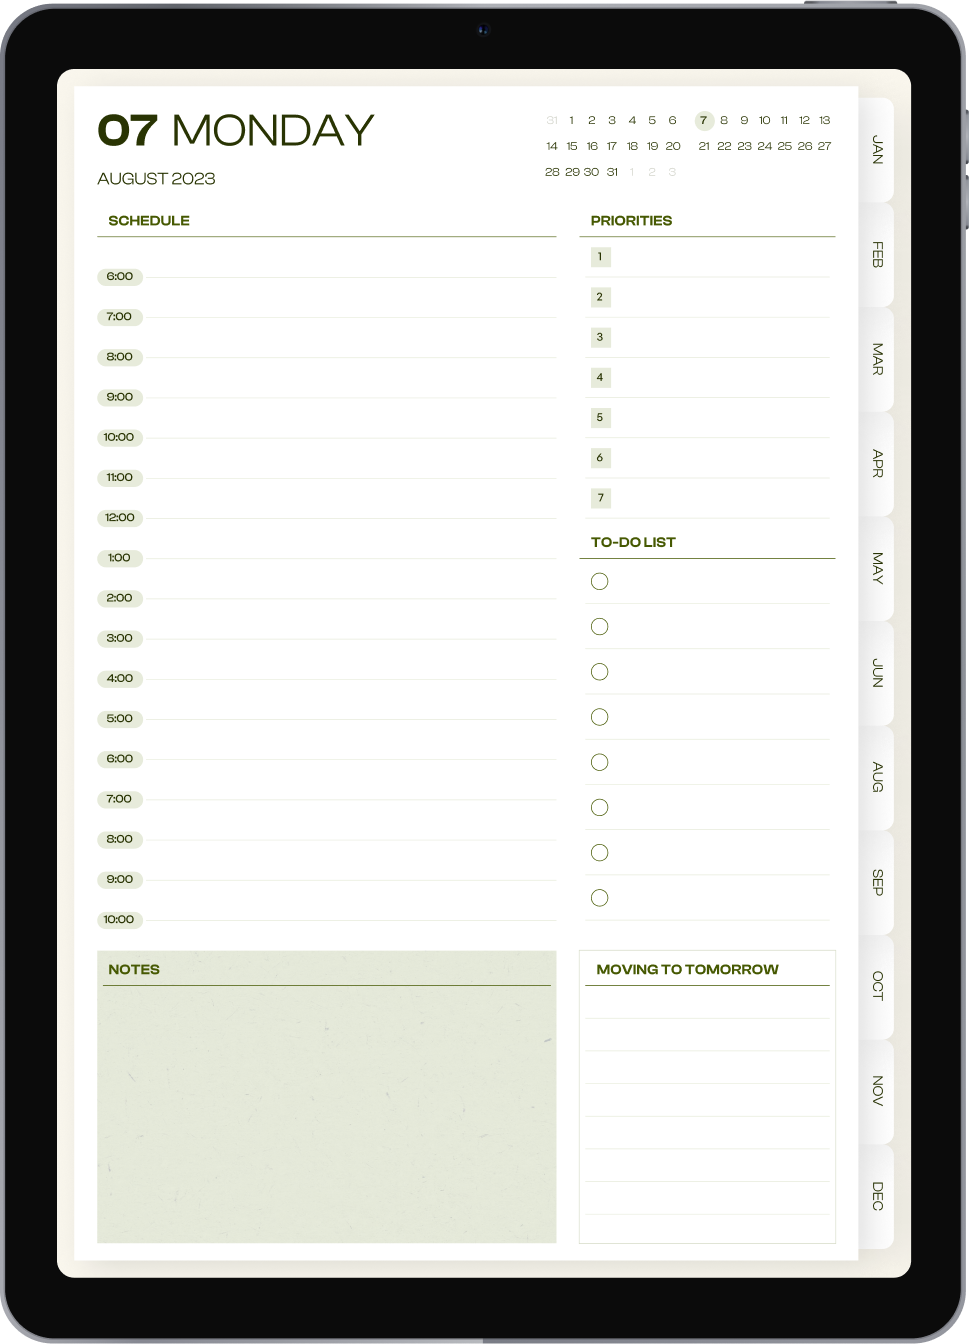 07 MONDAY
AUGUST 2023
31 1 2 3 4 5 6 7 8 9 10 11 12 13
14 15 16 17 18 19 20 21 22 23 24 25 26 27
28 29 30 31 1 2 3
SCHEDULE
6:00
7:00
8:00
9:00
10:00
11:00
12:00
1:00
2:00
3:00
4:00
5:00
6:00
7:00
8:00
9:00
10:00
PRIORITIES
1
2
3
4
5
6
7
TO-DO LIST
NOTES
MOVING TO TOMORROW
JAN
FEB
MAR
APR
MAY
JUN
AUG
SEP
OCT
NOV
DEC